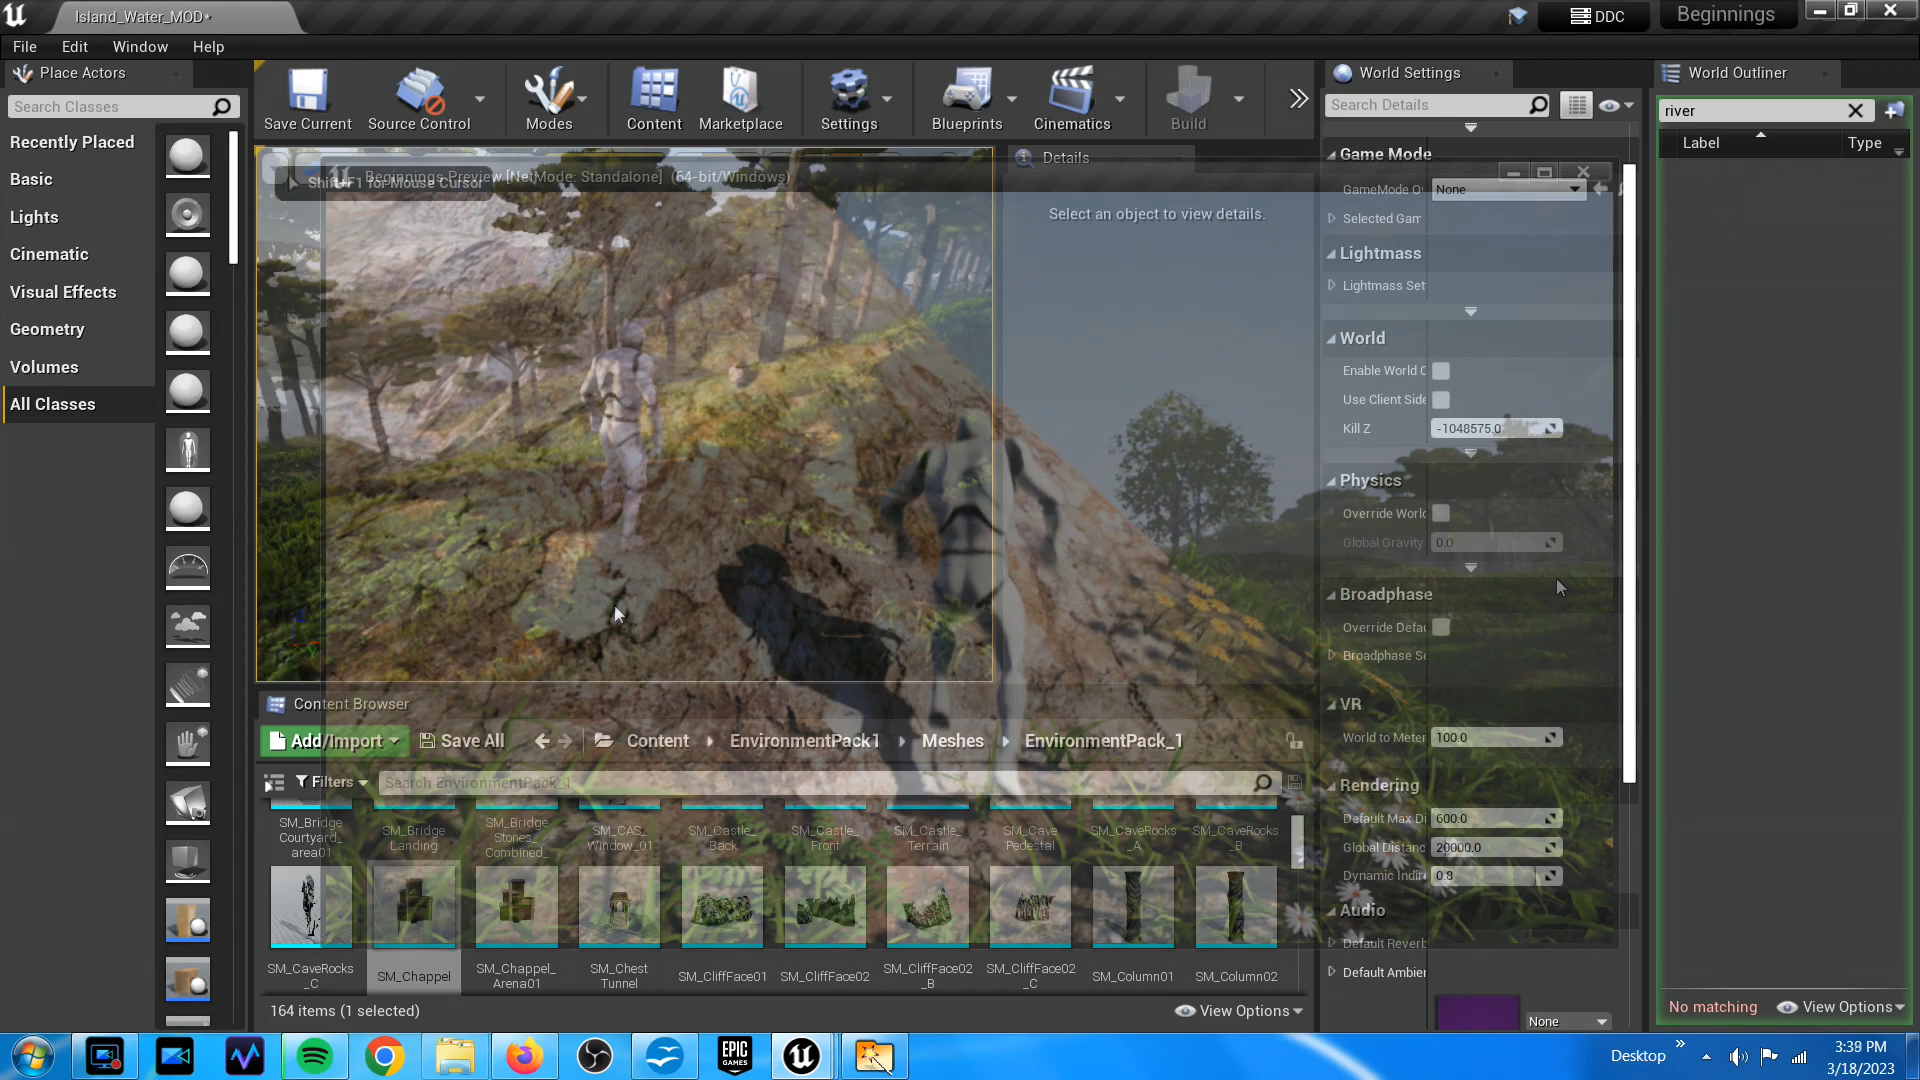 Island_Water_MOD*
DDC
Beginnings
File Edit Window Help
Place Actors
Search Classes
Recently Placed
Basic
Lights
Cinematic
Visual Effects
Geometry
Volumes
All Classes
Save Current
Source Control
Modes
Content
Marketplace
Settings
Blueprints
Cinematics
Build
Beginnings Preview [NetMode: Standalone] (64-bit/Windows)
Shift+F1 for Mouse Cursor
Details
Select an object to view details.
World Settings
Search Details
Game Mode
GameMode O
None
Selected Gam
Lightmass
Lightmass Set
World
Enable World C
Use Client Side
Kill Z
-1048575.0
Physics
Override World
Global Gravity
0.0
Broadphase
Override Defau
Broadphase Se
VR
World to Meter
100.0
Rendering
Default Max Di
600.0
Global Distanc
20000.0
Dynamic Indire
0.8
Audio
Default Reverb
Default Ambien
None
World Outliner
river
Label
Type
No matching
View Options
Content Browser
Add/Import
Save All
Content
EnvironmentPack1
Meshes
EnvironmentPack_1
Filters
Search EnvironmentPack_1
SM_Bridge
Courtyard_
area01
SM_Bridge
Landing
SM_Bridge
Stones_
Combined_
SM_CAS_
Window_01
SM_Castle_
Back
SM_Castle_
Front
SM_Castle_
Terrain
SM_Cave
Pedestal
SM_CaveRocks
_A
SM_CaveRocks
_B
SM_CaveRocks
_C
SM_Chappel
SM_Chappel_
Arena01
SM_Chest
Tunnel
SM_CliffFace01
SM_CliffFace02
SM_CliffFace02
_B
SM_CliffFace02
_C
SM_Column01
SM_Column02
164 items (1 selected)
View Options
EPIC
GAMES
Desktop
3:39 PM
3/18/2023